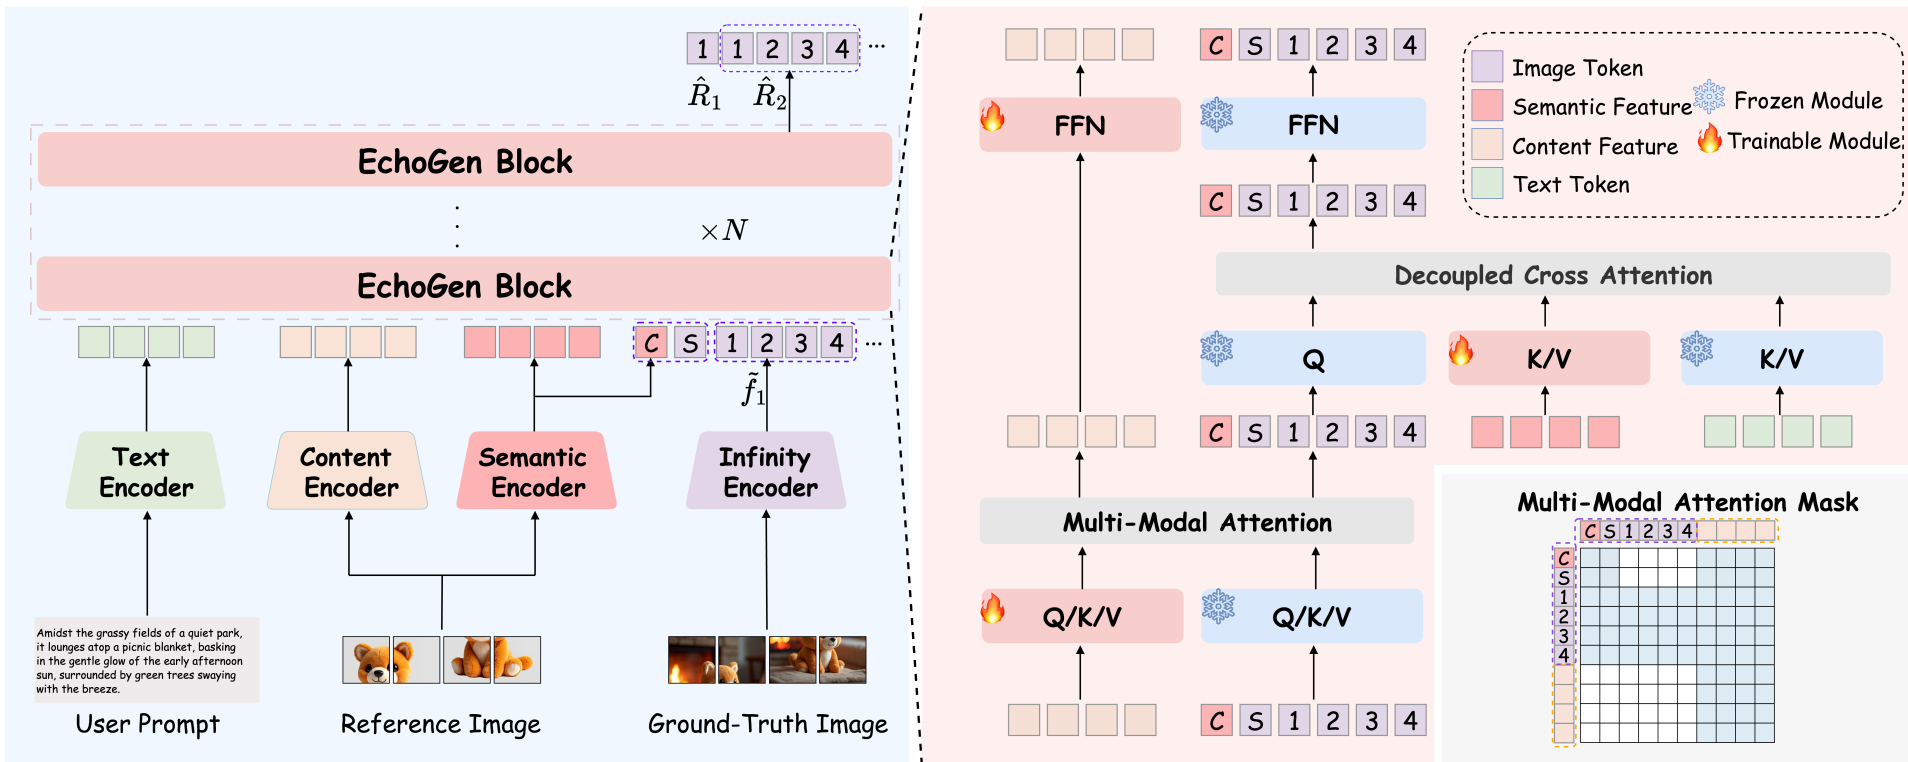 1 1 2 3 4 ...
R̂1 R̂2
EchoGen Block
×N
EchoGen Block
C S 1 2 3 4 ...
f̃1
Text Encoder
Content Encoder
Semantic Encoder
Infinity Encoder
Amidst the grassy fields of a quiet park,
it lounges atop a picnic blanket, basking
in the gentle glow of the early afternoon
sun, surrounded by green trees swaying
with the breeze.
User Prompt
Reference Image
Ground-Truth Image
C S 1 2 3 4
FFN
FFN
C S 1 2 3 4
Decoupled Cross Attention
Q
K/V
K/V
C S 1 2 3 4
Multi-Modal Attention
Q/K/V
Q/K/V
C S 1 2 3 4
Image Token
Semantic Feature
Content Feature
Text Token
Frozen Module
Trainable Module
Multi-Modal Attention Mask
C S 1 2 3 4
C
S
1
2
3
4